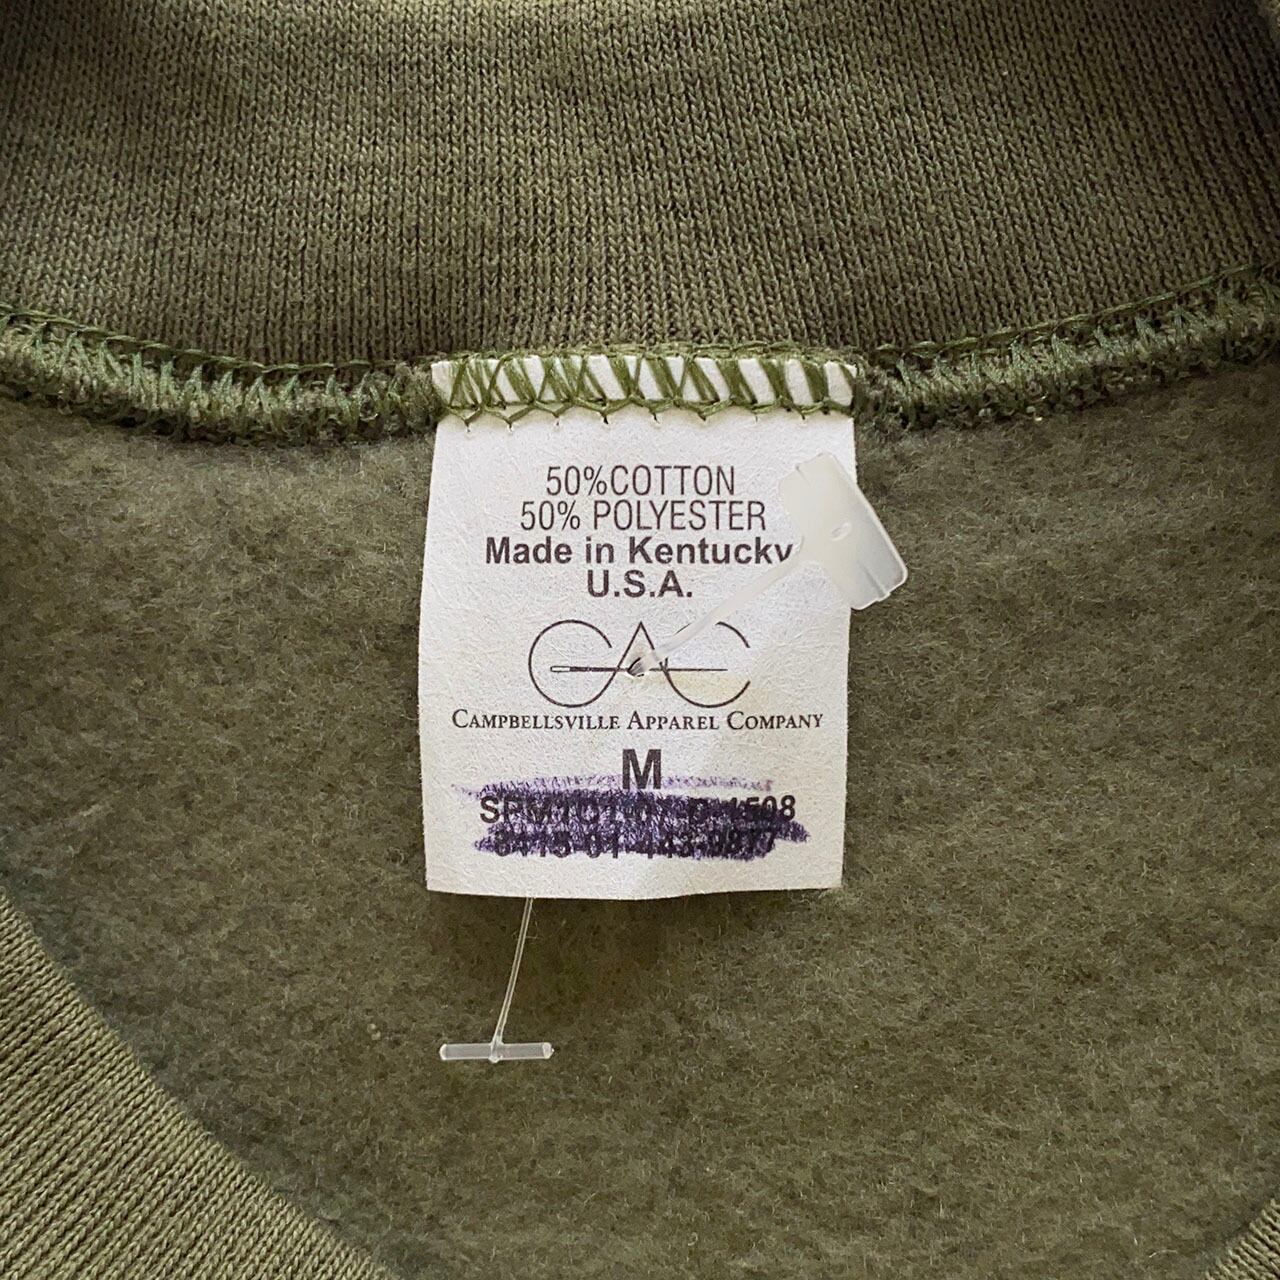 50%COTTON
50% POLYESTER
Made in Kentucky
U.S.A.
CAC
CAMPBELLSVILLE APPAREL COMPANY
M